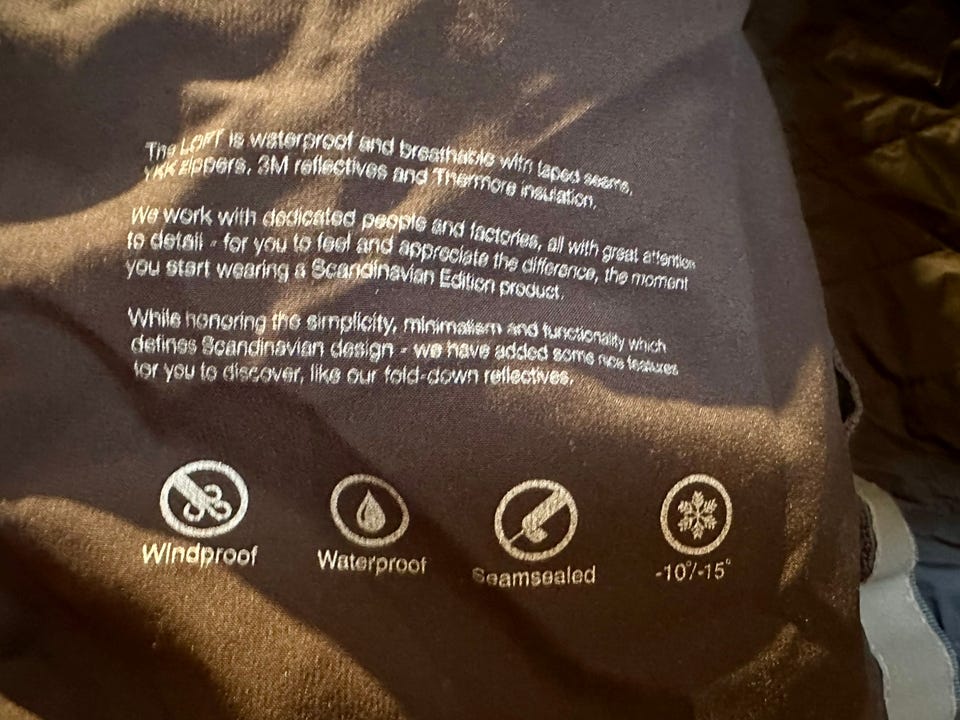 The LOFT is waterproof and breathable with taped seams,
YKK zippers, 3M reflectives and Thermore insulation.
We work with dedicated people and factories, all with great attention
to detail - for you to feel and appreciate the difference, the moment
you start wearing a Scandinavian Edition product.
While honoring the simplicity, minimalism and functionality which
defines Scandinavian design - we have added some nice features
for you to discover, like our fold-down reflectives.
Windproof
Waterproof
Seamsealed
-10°/-15°